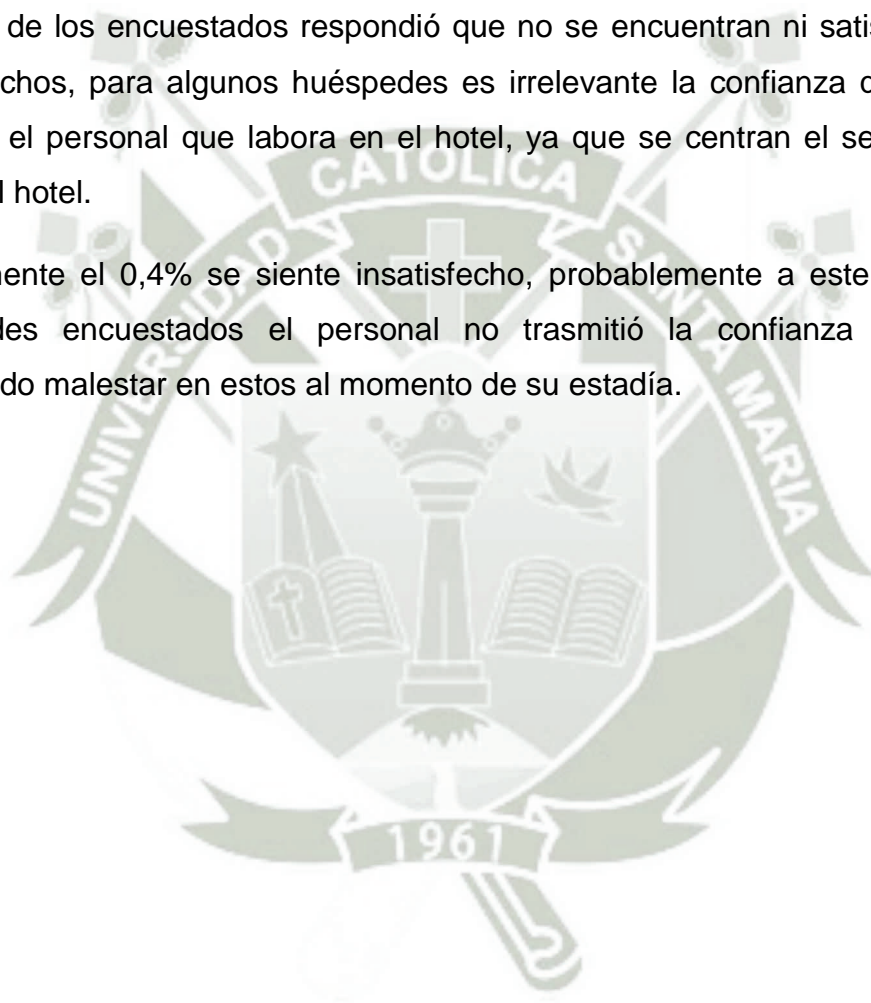 de los encuestados respondió que no se encuentran ni satis
chos, para algunos huéspedes es irrelevante la confianza
el personal que labora en el hotel, ya que se centran el se
hotel.
ente el 0,4% se siente insatisfecho, probablemente a este
des encuestados el personal no trasmitió la confianza
do malestar en estos al momento de su estadía.
UNIVERSIDAD CATOLICA SANTA MARIA
1961